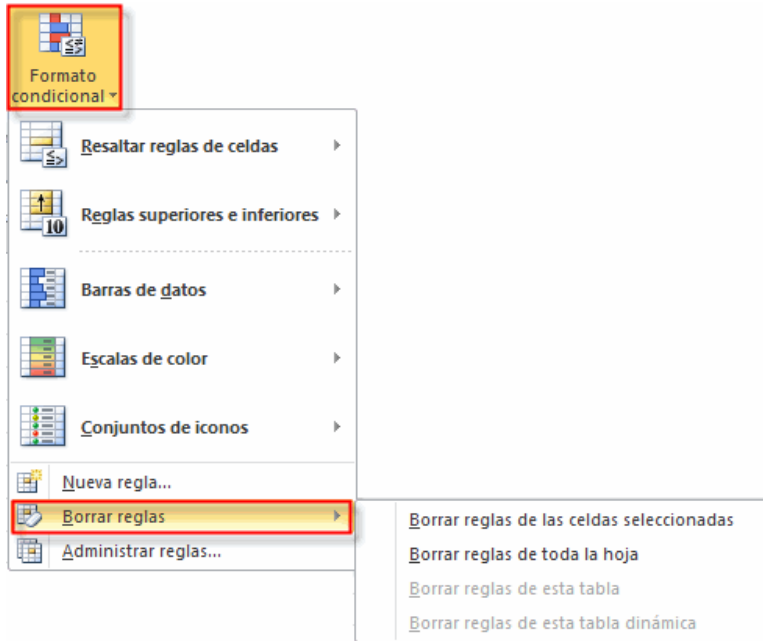 Formato
condicional
Resaltar reglas de celdas
10
Reglas superiores e inferiores
Barras de datos
Escalas de color
Conjuntos de iconos
Nueva regla...
Borrar reglas
Borrar reglas de las celdas seleccionadas
Administrar reglas...
Borrar reglas de toda la hoja
Borrar reglas de esta tabla
Borrar reglas de esta tabla dinámica